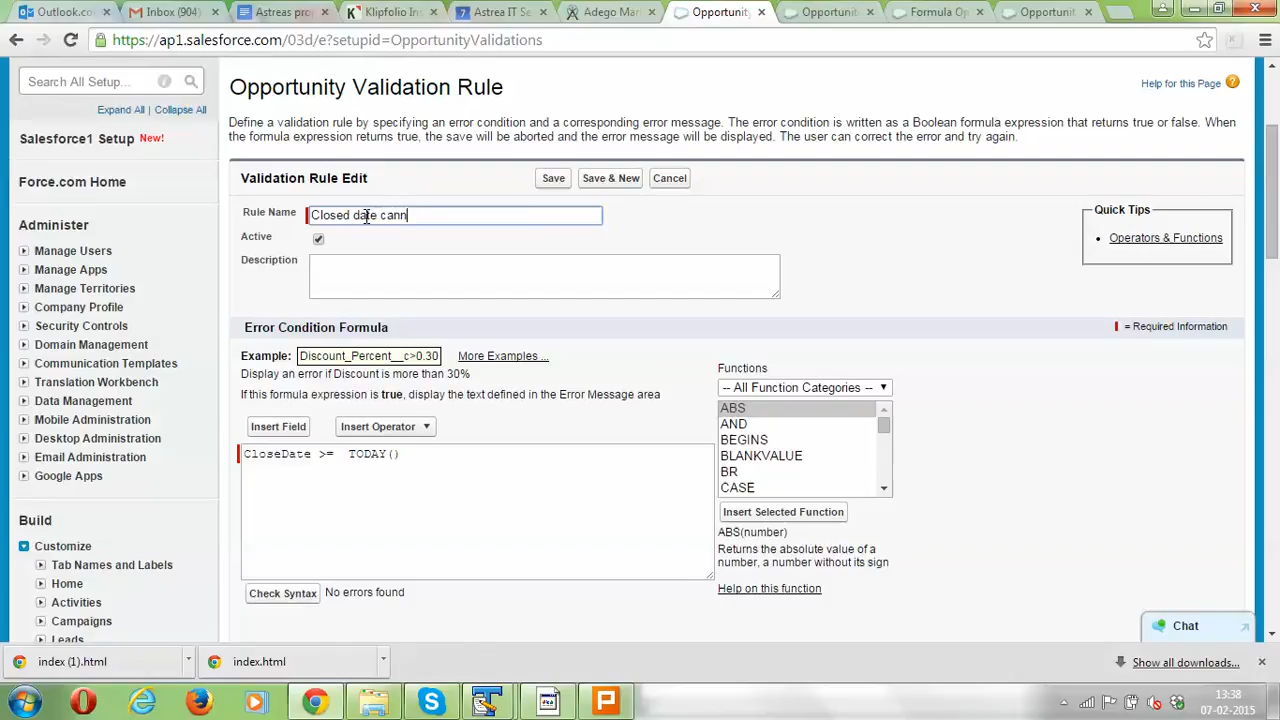 Outlook.co
Inbox (904)
Astreas pro
Klipfolio In
Astrea IT Se
Adego Mar
Opportunity
Opportuni
Formula Op
Opportuni
https://ap1.salesforce.com/03d/e?setupid=OpportunityValidations
Search All Setup...
Expand All | Collapse All
Salesforce1 Setup New!
Force.com Home
Administer
Manage Users
Manage Apps
Manage Territories
Company Profile
Security Controls
Domain Management
Communication Templates
Translation Workbench
Data Management
Mobile Administration
Desktop Administration
Email Administration
Google Apps
Build
Customize
Tab Names and Labels
Home
Activities
Campaigns
Leads
Opportunity Validation Rule
Help for this Page
Define a validation rule by specifying an error condition and a corresponding error message. The error condition is written as a Boolean formula expression that returns true or false. When
the formula expression returns true, the save will be aborted and the error message will be displayed. The user can correct the error and try again.
Validation Rule Edit
Save
Save & New
Cancel
Rule Name
Closed date cann
Active
Description
Quick Tips
Operators & Functions
Error Condition Formula
= Required Information
Example: Discount_Percent__c>0.30 More Examples ...
Display an error if Discount is more than 30%
If this formula expression is true, display the text defined in the Error Message area
Insert Field
Insert Operator
CloseDate >= TODAY()
Check Syntax
No errors found
Functions
-- All Function Categories --
ABS
AND
BEGINS
BLANKVALUE
BR
CASE
Insert Selected Function
ABS(number)
Returns the absolute value of a
number, a number without its sign
Help on this function
Chat
index (1).html
index.html
Show all downloads...
13:38
07-02-2015